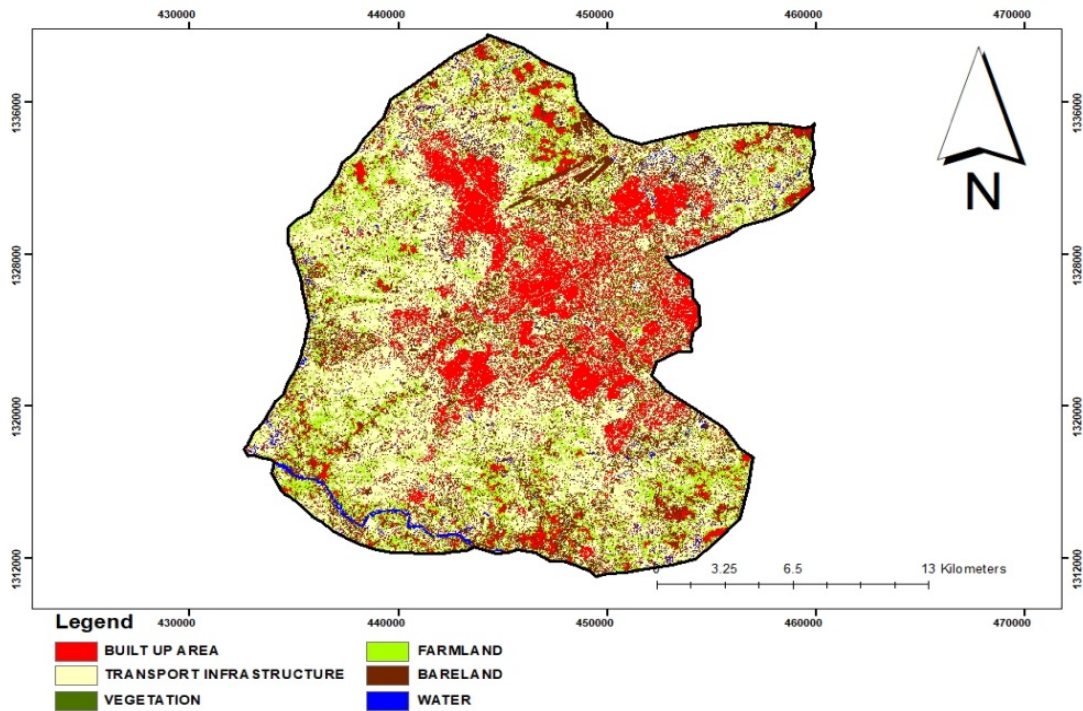 430000 440000 450000 460000 470000
1336000 1336000
N
1328000 1328000
1320000 1320000
1312000 1312000
0 3.25 6.5 13 Kilometers
430000 440000 450000 460000 470000
Legend
BUILT UP AREA FARMLAND
TRANSPORT INFRASTRUCTURE BARELAND
VEGETATION WATER